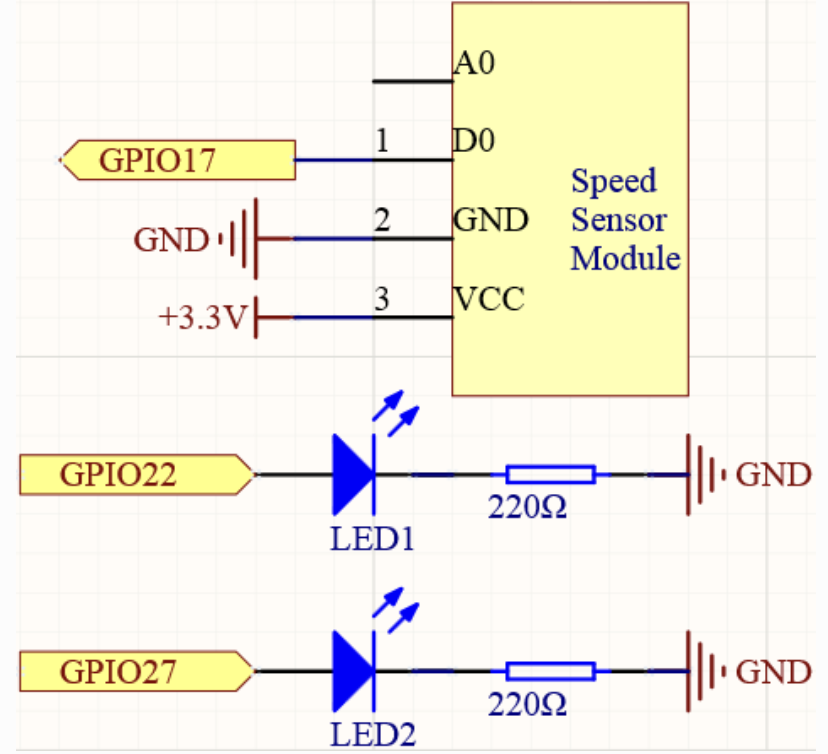 A0
GPIO17
1
D0
GND
2
GND
+3.3V
3
VCC
Speed
Sensor
Module
GPIO22
LED1
220Ω
GND
GPIO27
LED2
220Ω
GND